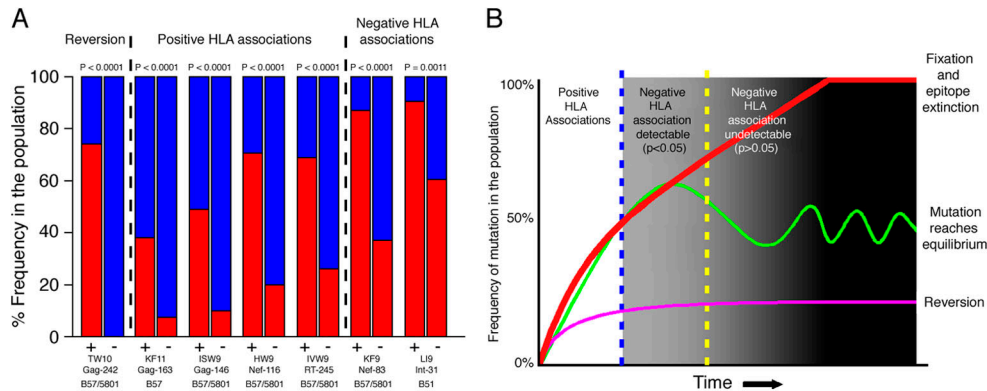 A
Reversion
Positive HLA associations
Negative HLA
associations
P < 0.0001 P < 0.0001 P < 0.0001 P < 0.0001 P < 0.0001 P < 0.0001 P = 0.0011
% Frequency in the population
100
80
60
40
20
0
+ - + - + - + - + - + - + -
TW10 KF11 ISW9 HW9 IVW9 KF9 LI9
Gag-242 Gag-163 Gag-146 Nef-116 RT-245 Nef-83 Int-31
B57/5801 B57 B57/5801 B57/5801 B57/5801 B57/5801 B51
B
Frequency of mutation in the population
100%
50%
0%
Positive
HLA
Associations
Negative
HLA
association
detectable
(p<0.05)
Negative
HLA
association
undetectable
(p>0.05)
Fixation and
epitope
extinction
Mutation
reaches
equilibrium
Reversion
Time